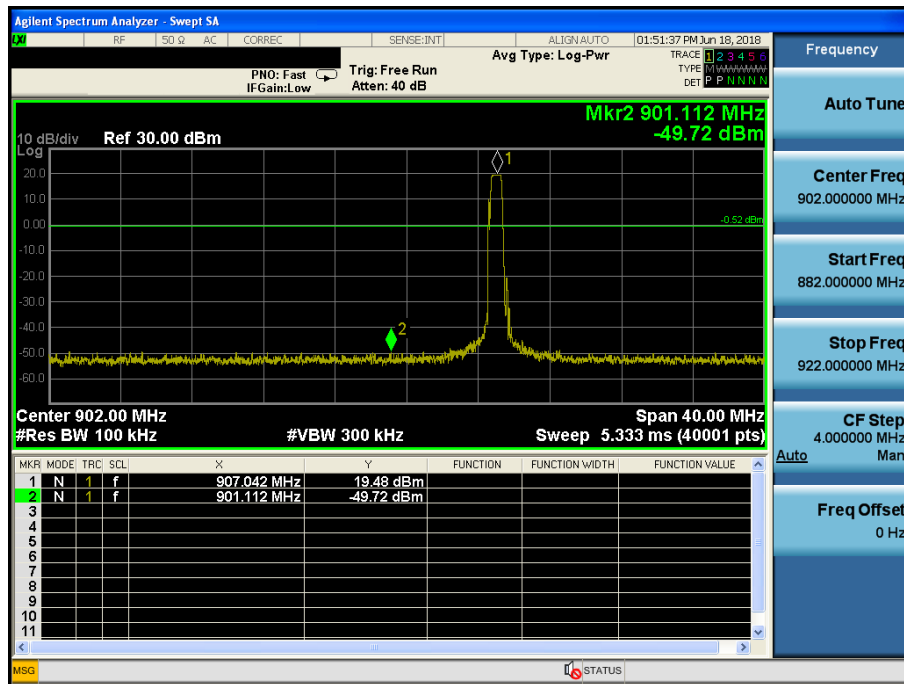 Agilent Spectrum Analyzer - Swept SA
LXI RF 50 Ω AC CORREC SENSE:INT ALIGN AUTO 01:51:37 PM Jun 18, 2018
Frequency
Avg Type: Log-Pwr
TRACE 1 2 3 4 5 6
PNO: Fast Trig: Free Run
TYPE M W W W W W
IFGain:Low Atten: 40 dB
DET P P N N N N
Auto Tune
Mkr2 901.112 MHz
-49.72 dBm
10 dB/div Ref 30.00 dBm
Log
1
20.0
10.0
0.00
-0.52 dBm
-10.0
-20.0
-30.0
-40.0
2
-50.0
-60.0
Center Freq
902.000000 MHz
Start Freq
882.000000 MHz
Stop Freq
922.000000 MHz
Center 902.00 MHz Span 40.00 MHz
#Res BW 100 kHz #VBW 300 kHz Sweep 5.333 ms (40001 pts)
CF Step
4.000000 MHz
Auto Man
MKR MODE TRC SCL X Y FUNCTION FUNCTION WIDTH FUNCTION VALUE
1 N 1 f 907.042 MHz 19.48 dBm
2 N 1 f 901.112 MHz -49.72 dBm
3
4
5
6
7
8
9
10
11
Freq Offset
0 Hz
MSG STATUS